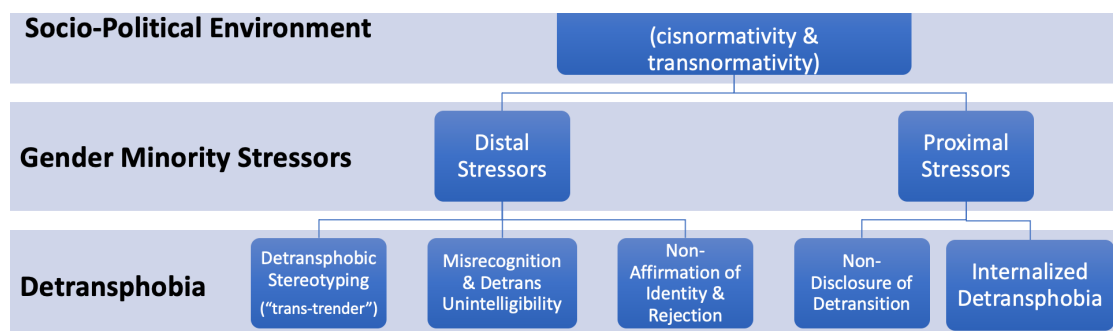 Socio-Political Environment
(cisnormativity &
transnormativity)
Gender Minority Stressors
Distal
Stressors
Proximal
Stressors
Detransphobia
Detransphobic
Stereotyping
(“trans-trender”)
Misrecognition
& Detrans
Unintelligibility
Non-
Affirmation of
Identity &
Rejection
Non-
Disclosure of
Detransition
Internalized
Detransphobia